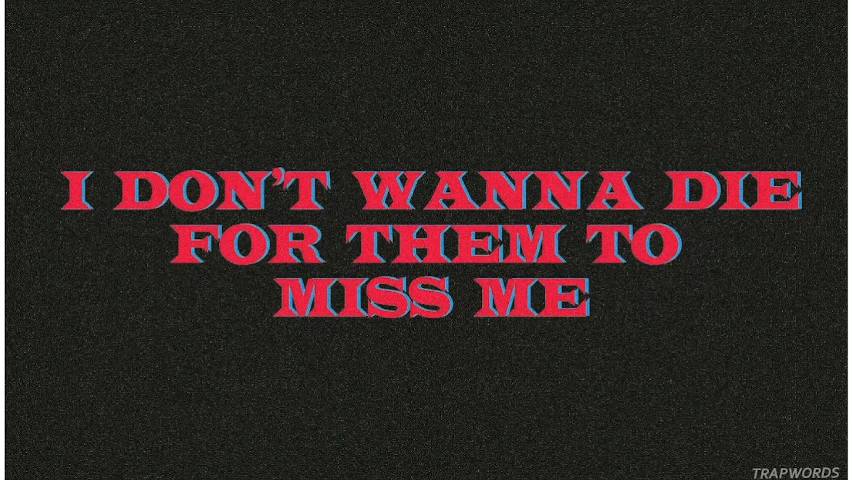 I DON'T WANNA DIE
FOR THEM TO
MISS ME
TRAPWORDS